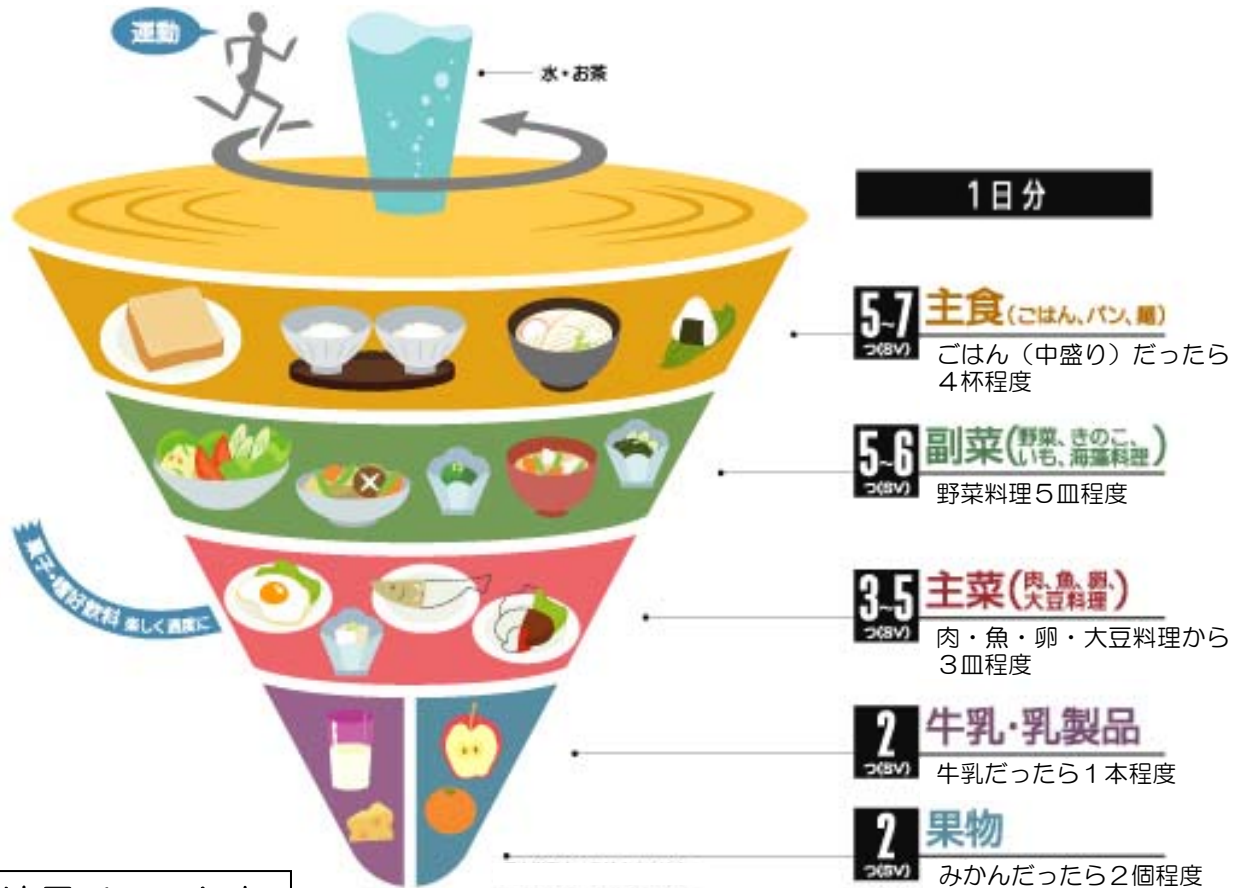 運動
水・お茶
1日分
5~7
つ(SV)
主食(ごはん、パン、麺)
ごはん(中盛り)だったら
4杯程度
5~6
つ(SV)
副菜(野菜、きのこ、
いも、海藻料理)
野菜料理5皿程度
菓子・嗜好飲料 楽しく適度に
3~5
つ(SV)
主菜(肉、魚、卵、
大豆料理)
肉・魚・卵・大豆料理から
3皿程度
2
つ(SV)
牛乳・乳製品
牛乳だったら1本程度
2
つ(SV)
果物
みかんだったら2個程度